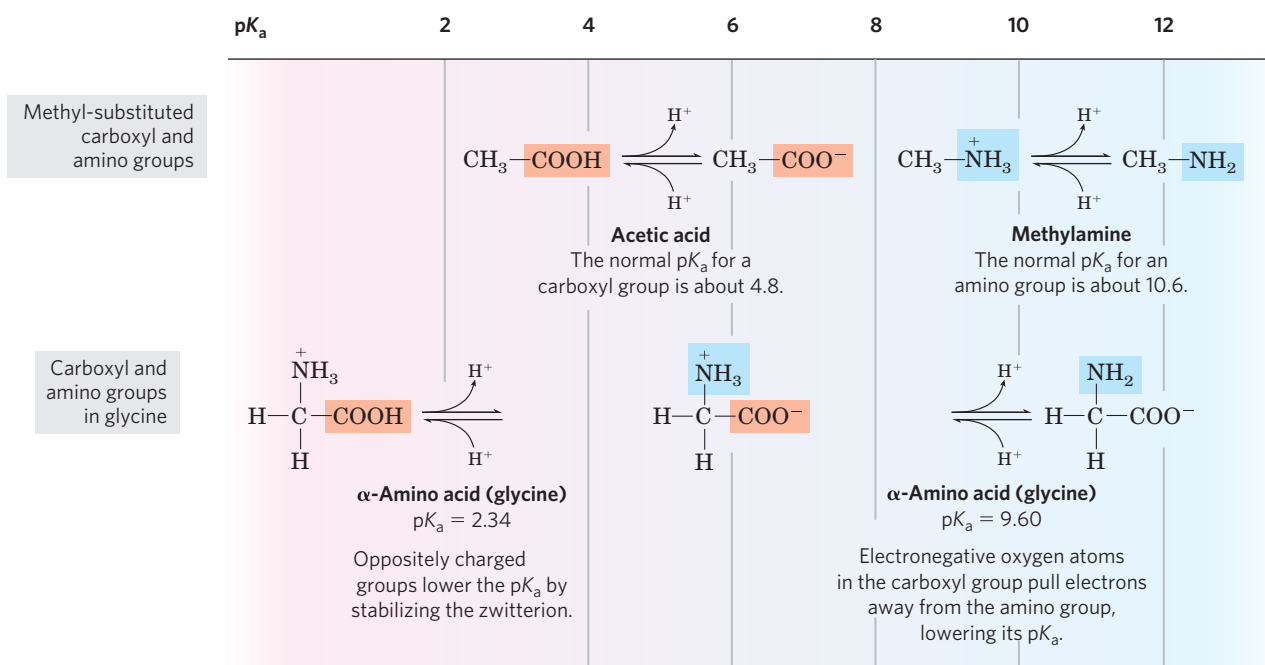 pKa 2 4 6 8 10 12
Methyl-substituted
carboxyl and
amino groups
H⁺ H⁺
CH₃—COOH CH₃—COO⁻ CH₃—N⁺H₃ CH₃—NH₂
H⁺ H⁺
Acetic acid
The normal pKa for a
carboxyl group is about 4.8.
Methylamine
The normal pKa for an
amino group is about 10.6.
Carboxyl and
amino groups
in glycine
⁺NH₃ H⁺ ⁺NH₃ H⁺ NH₂
H—C—COOH H—C—COO⁻ H—C—COO⁻
H H⁺ H H⁺ H
α-Amino acid (glycine)
pKa = 2.34
Oppositely charged
groups lower the pKa by
stabilizing the zwitterion.
α-Amino acid (glycine)
pKa = 9.60
Electronegative oxygen atoms
in the carboxyl group pull electrons
away from the amino group,
lowering its pKa.